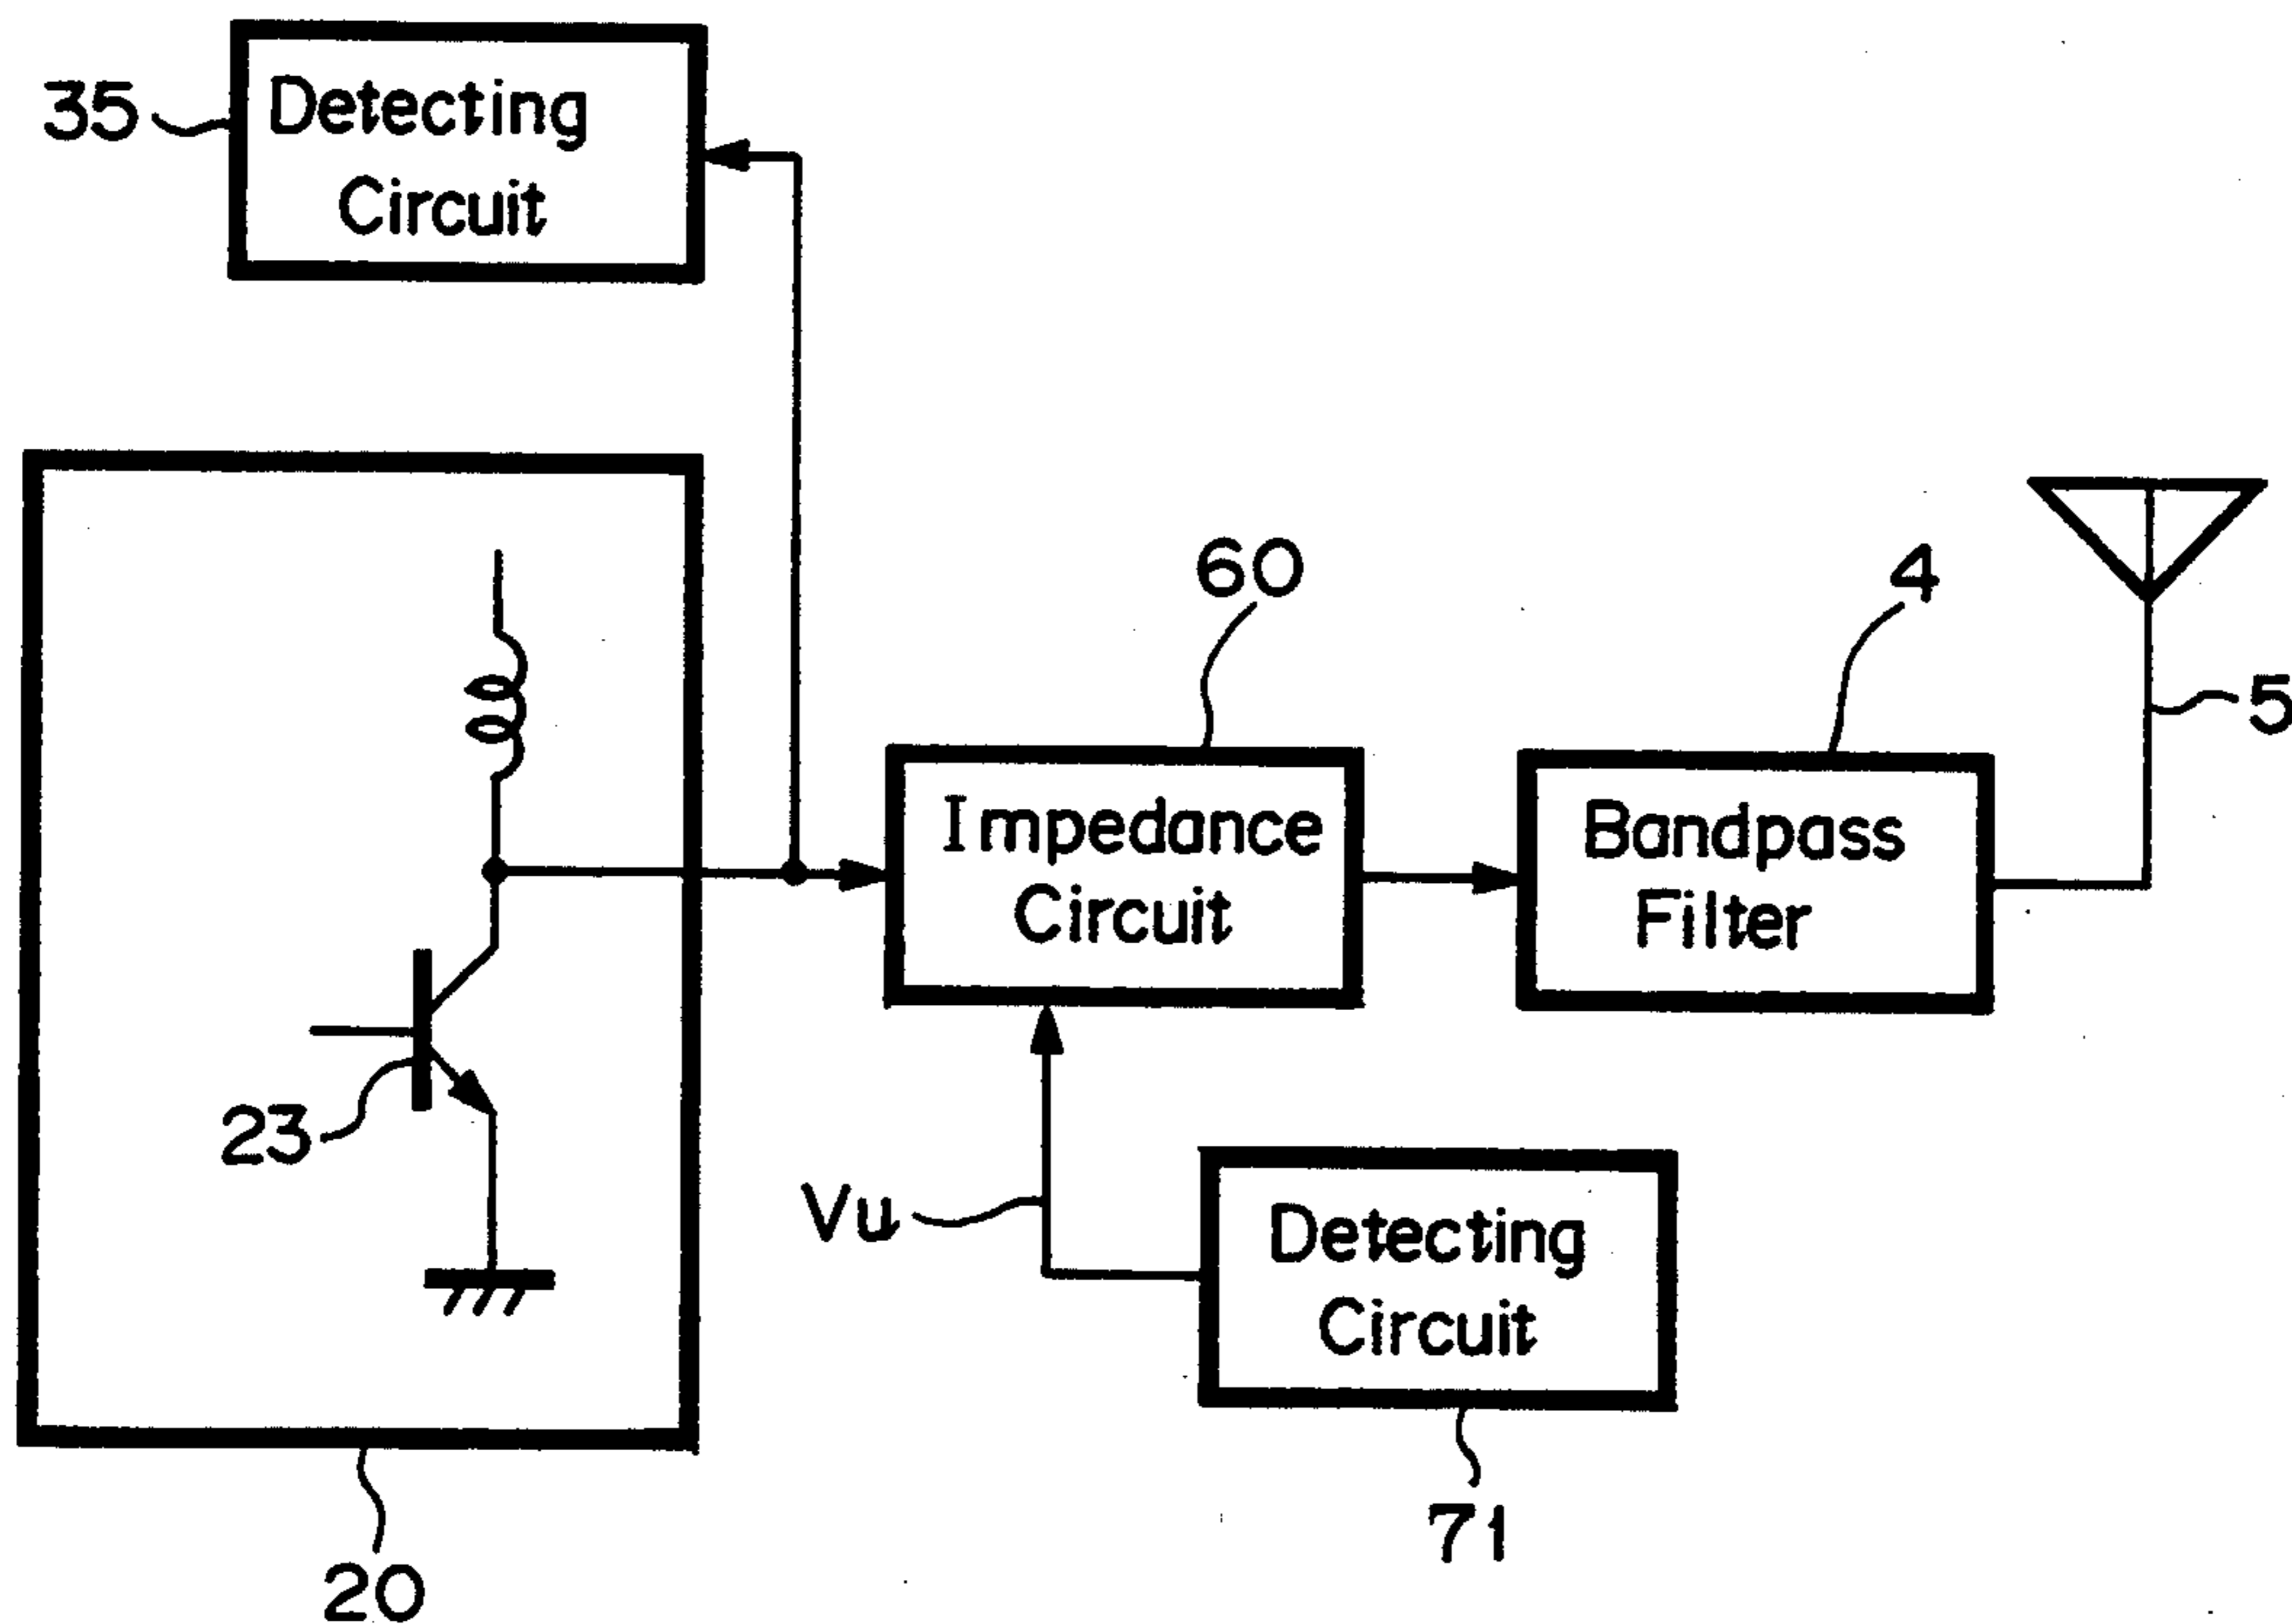 35
Detecting
Circuit
60
4
5
Impedance
Circuit
Bandpass
Filter
23
Vu
Detecting
Circuit
71
20